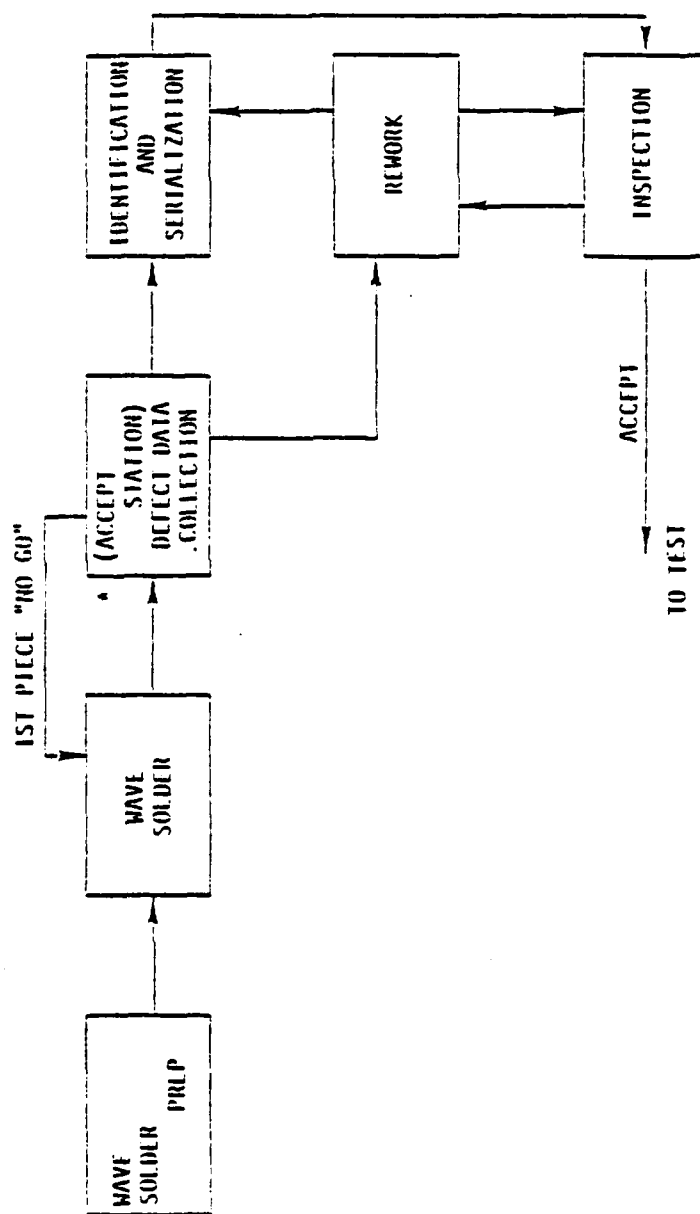 WAVE
SOLDER
PREP
WAVE
SOLDER
1ST PIECE "NO GO"
*
(ACCEPT
STATION)
DEFECT DATA
.COLLECTION
IDENTIFICATION
AND
SERIALIZATION
REWORK
INSPECTION
ACCEPT
TO TEST